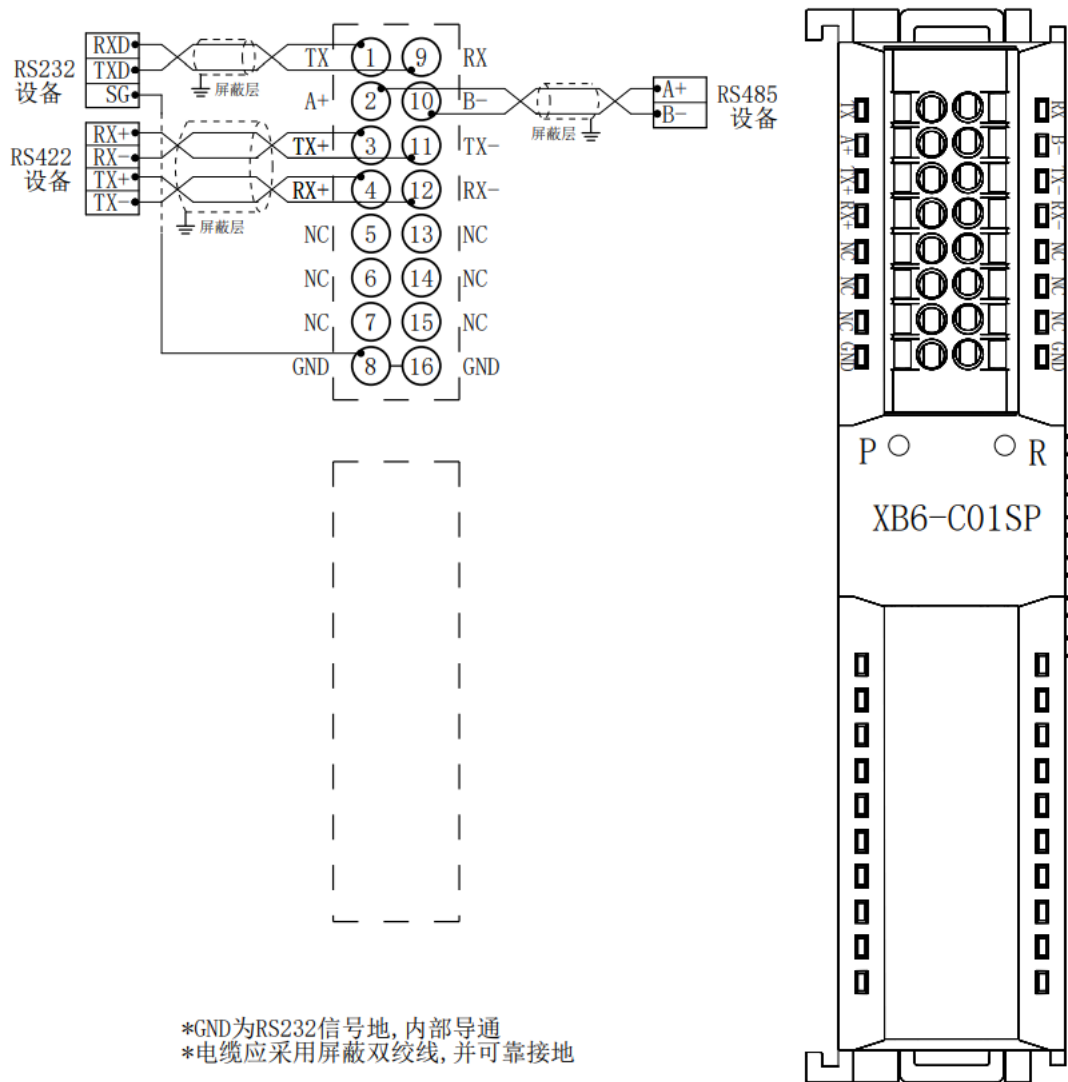 RS232
设备
RXD
TXD
SG
屏蔽层
RS422
设备
RX+
RX-
TX+
TX-
屏蔽层
TX 1 9 RX
A+ 2 10 B-
TX+ 3 11 TX-
RX+ 4 12 RX-
NC 5 13 NC
NC 6 14 NC
NC 7 15 NC
GND 8 16 GND
屏蔽层
A+
B-
RS485
设备
TX RX
A+ B-
TX+ TX-
RX+ RX-
NC NC
NC NC
NC NC
GND GND
P R
XB6-C01SP
*GND为RS232信号地,内部导通
*电缆应采用屏蔽双绞线,并可靠接地